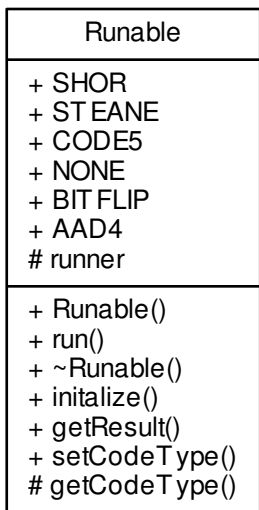 Runable
+ SHOR
+ STEANE
+ CODE5
+ NONE
+ BITFLIP
+ AAD4
# runner
+ Runable()
+ run()
+ ~Runable()
+ initalize()
+ getResult()
+ setCodeType()
# getCodeType()